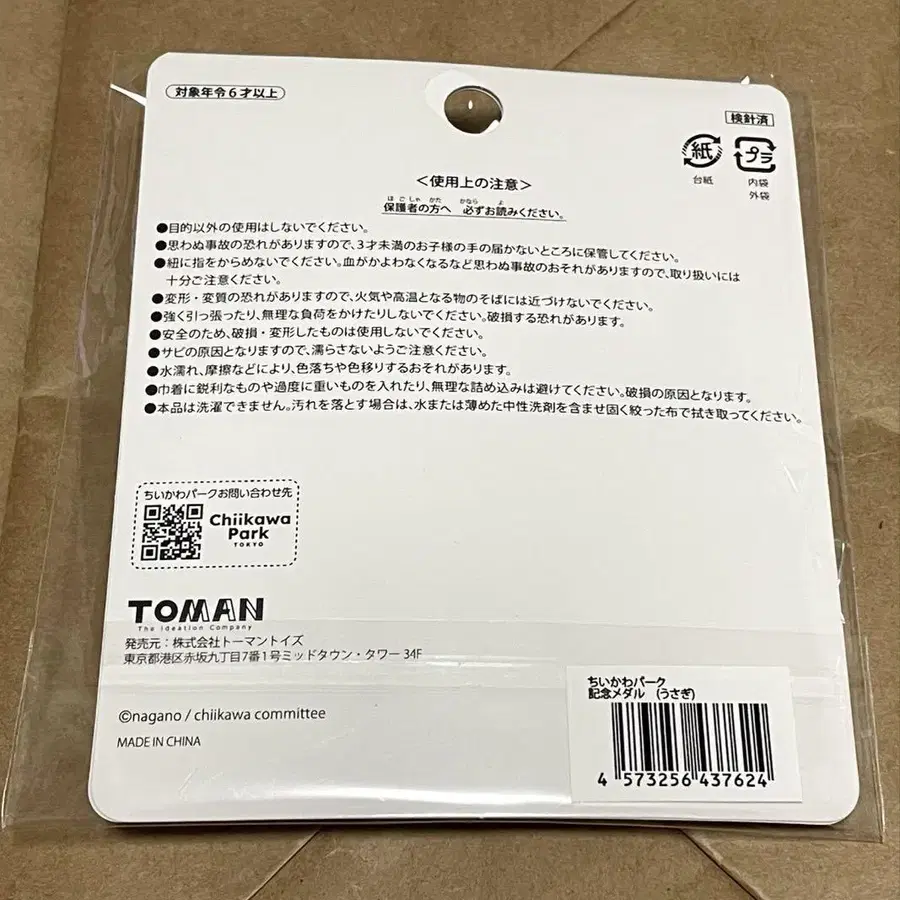 対象年令6才以上
検針済
紙
プラ
台紙
内袋
外袋
＜使用上の注意＞
ほごしゃ かた かなら よ
保護者の方へ 必ずお読みください。
●目的以外の使用はしないでください。
●思わぬ事故の恐れがありますので、3才未満のお子様の手の届かないところに保管してください。
●紐に指をからめないでください。血がかよわなくなるなど思わぬ事故のおそれがありますので、取り扱いには
十分ご注意ください。
●変形・変質の恐れがありますので、火気や高温となる物のそばには近づけないでください。
●強く引っ張ったり、無理な負荷をかけたりしないでください。破損する恐れがあります。
●安全のため、破損・変形したものは使用しないでください。
●サビの原因となりますので、濡らさないようご注意ください。
●水濡れ、摩擦などにより、色落ちや色移りするおそれがあります。
●巾着に鋭利なものや過度に重いものを入れたり、無理な詰め込みは避けてください。破損の原因となります。
●本品は洗濯できません。汚れを落とす場合は、水または薄めた中性洗剤を含ませ固く絞った布で拭き取ってください。
ちいかわパークお問い合わせ先
Chiikawa
Park
TOKYO
TOMAN
The Ideation Company
発売元：株式会社トーマントイズ
東京都港区赤坂九丁目7番1号ミッドタウン・タワー 34F
©nagano / chiikawa committee
MADE IN CHINA
ちいかわパーク
記念メダル （うさぎ）
4 573256 437624